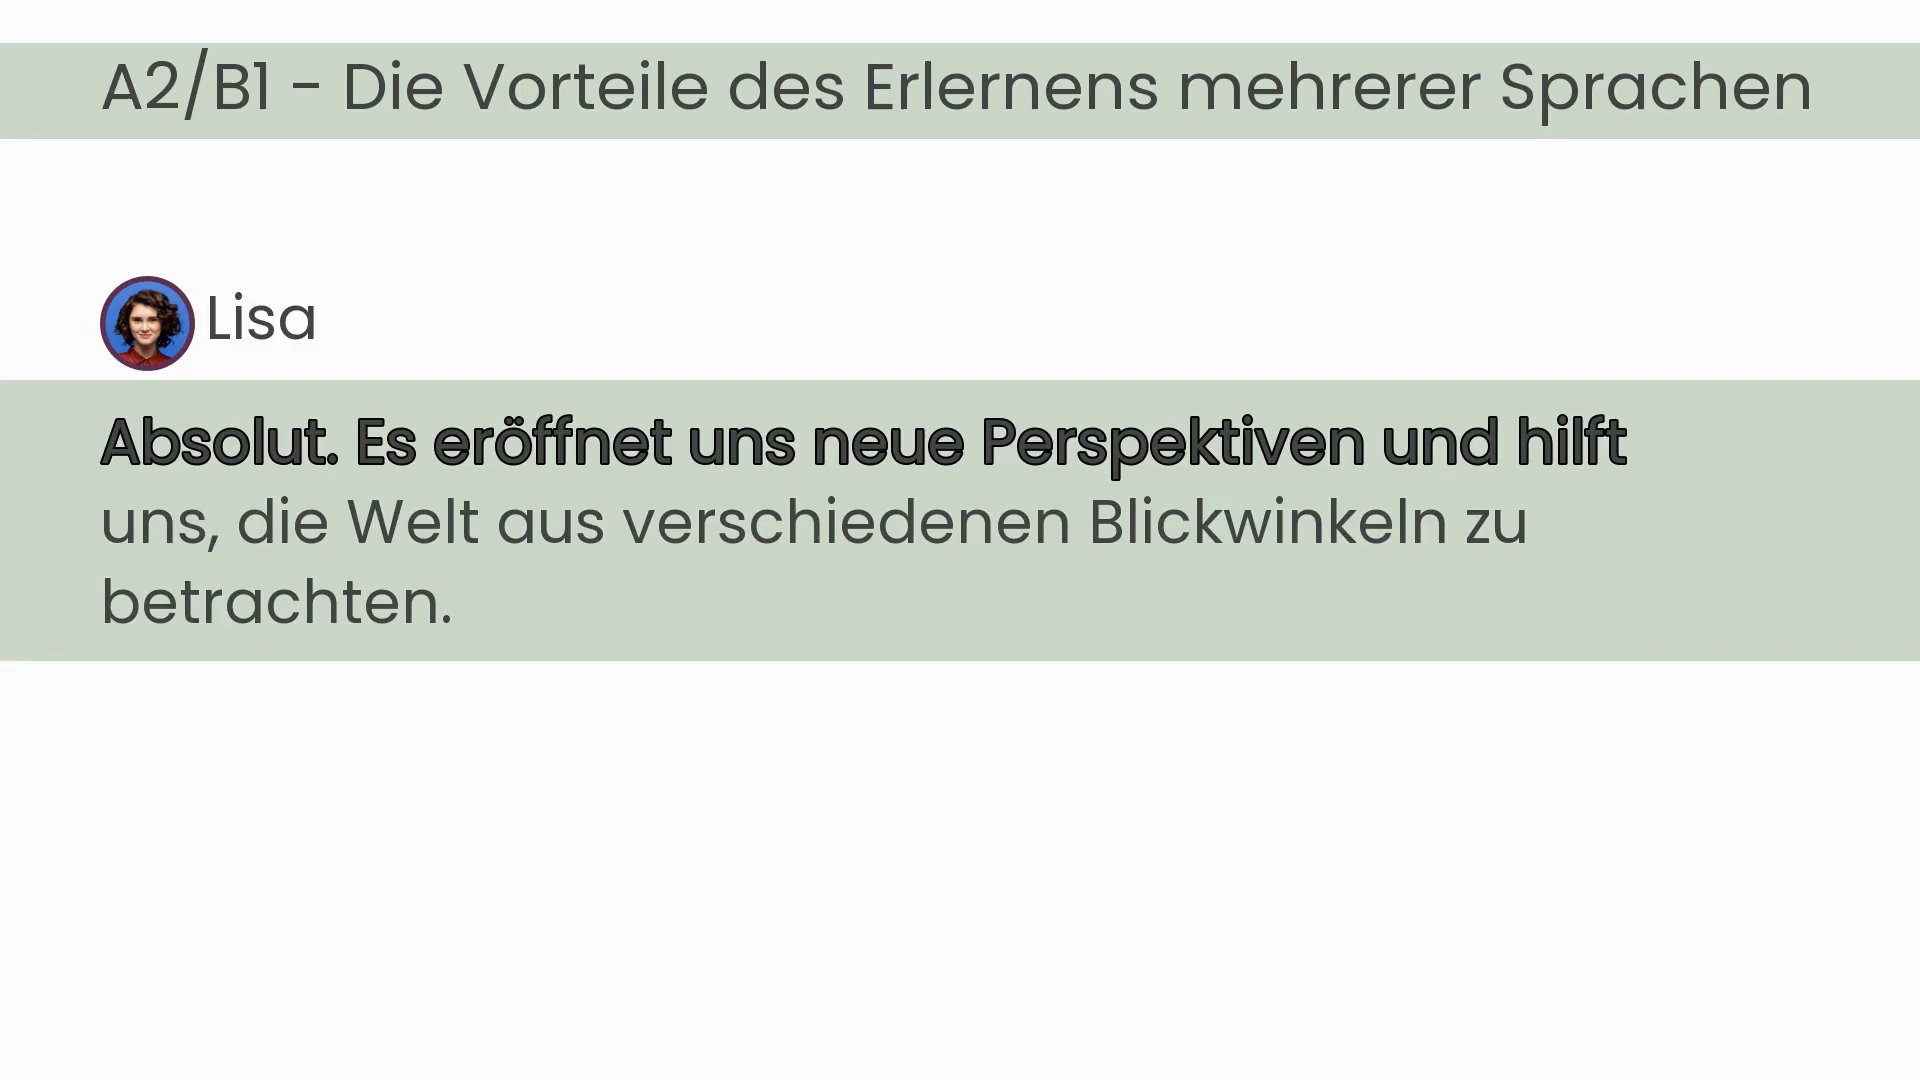 A2/B1 - Die Vorteile des Erlernens mehrerer Sprachen
Lisa
Absolut. Es eröffnet uns neue Perspektiven und hilft
uns, die Welt aus verschiedenen Blickwinkeln zu
betrachten.